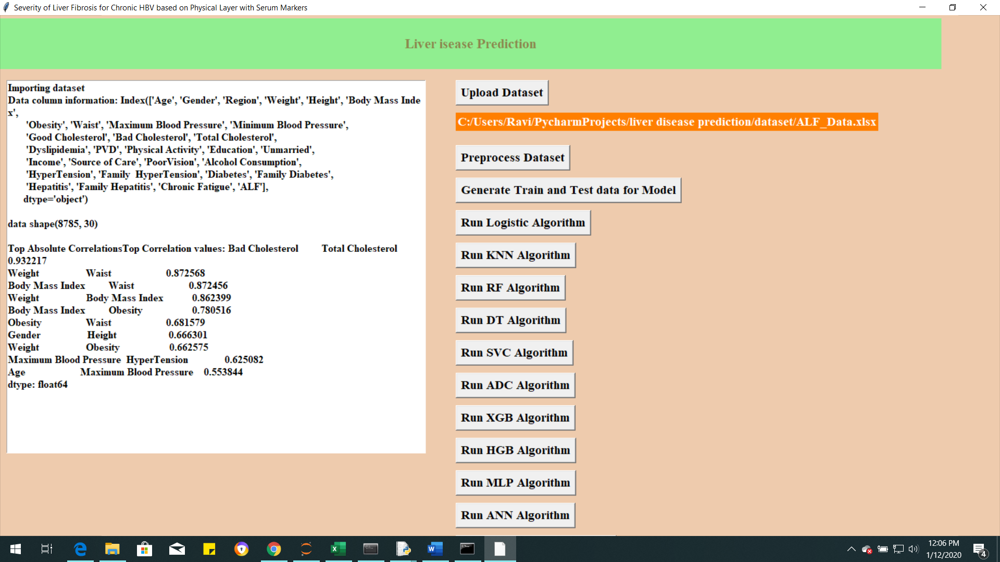 Severity of Liver Fibrosis for Chronic HBV based on Physical Layer with Serum Markers
Liver isease Prediction
Importing dataset
Data column information: Index(['Age', 'Gender', 'Region', 'Weight', 'Height', 'Body Mass Inde
x',
'Obesity', 'Waist', 'Maximum Blood Pressure', 'Minimum Blood Pressure',
'Good Cholesterol', 'Bad Cholesterol', 'Total Cholesterol',
'Dyslipidemia', 'PVD', 'Physical Activity', 'Education', 'Unmarried',
'Income', 'Source of Care', 'PoorVision', 'Alcohol Consumption',
'HyperTension', 'Family  HyperTension', 'Diabetes', 'Family Diabetes',
'Hepatitis', 'Family Hepatitis', 'Chronic Fatigue', 'ALF'],
dtype='object')
data shape(8785, 30)
Top Absolute CorrelationsTop Correlation values: Bad Cholesterol Total Cholesterol
0.932217
Weight Waist 0.872568
Body Mass Index Waist 0.872456
Weight Body Mass Index 0.862399
Body Mass Index Obesity 0.780516
Obesity Waist 0.681579
Gender Height 0.666301
Weight Obesity 0.662575
Maximum Blood Pressure HyperTension 0.625082
Age Maximum Blood Pressure 0.553844
dtype: float64
Upload Dataset
C:/Users/Ravi/PycharmProjects/liver disease prediction/dataset/ALF_Data.xlsx
Preprocess Dataset
Generate Train and Test data for Model
Run Logistic Algorithm
Run KNN Algorithm
Run RF Algorithm
Run DT Algorithm
Run SVC Algorithm
Run ADC Algorithm
Run XGB Algorithm
Run HGB Algorithm
Run MLP Algorithm
Run ANN Algorithm
12:06 PM
1/12/2020
4